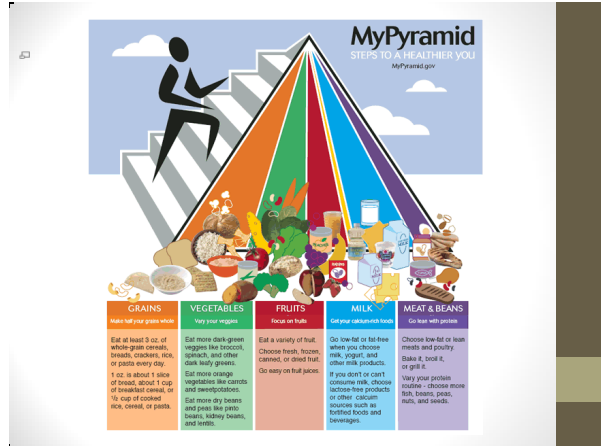 MyPyramid
STEPS TO A HEALTHIER YOU
MyPyramid.gov
GRAINS
Make half your grains whole
Eat at least 3 oz. of
whole-grain cereals,
breads, crackers, rice,
or pasta every day.
1 oz. is about 1 slice
of bread, about 1 cup
of breakfast cereal, or
½ cup of cooked
rice, cereal, or pasta.
VEGETABLES
Vary your veggies
Eat more dark-green
veggies like broccoli,
spinach, and other
dark leafy greens.
Eat more orange
vegetables like carrots
and sweetpotatoes.
Eat more dry beans
and peas like pinto
beans, kidney beans,
and lentils.
FRUITS
Focus on fruits
Eat a variety of fruit.
Choose fresh, frozen,
canned, or dried fruit.
Go easy on fruit juices.
MILK
Get your calcium-rich foods
Go low-fat or fat-free
when you choose
milk, yogurt, and
other milk products.
If you don't or can't
consume milk, choose
lactose-free products
or other calcium
sources such as
fortified foods and
beverages.
MEAT & BEANS
Go lean with protein
Choose low-fat or lean
meats and poultry.
Bake it, broil it,
or grill it.
Vary your protein
routine - choose more
fish, beans, peas,
nuts, and seeds.